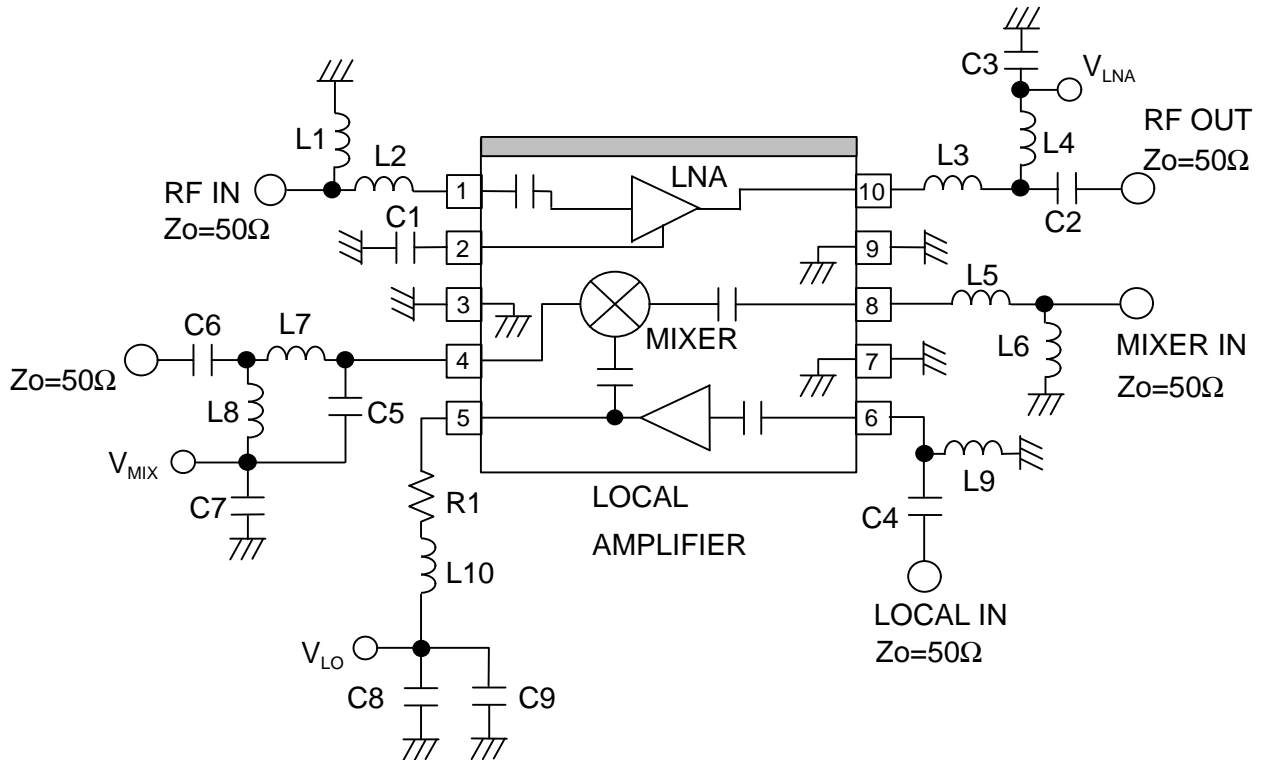 C3
V_LNA
RF OUT
Zo=50Ω
L1
L2
L3
L4
C2
RF IN
Zo=50Ω
1
LNA
10
C1
2
9
3
L5
8
MIXER
MIXER IN
Zo=50Ω
L6
C6
L7
4
7
Zo=50Ω
L8
C5
5
6
V_MIX
C7
R1
LOCAL
AMPLIFIER
L9
C4
L10
LOCAL IN
Zo=50Ω
V_LO
C8
C9